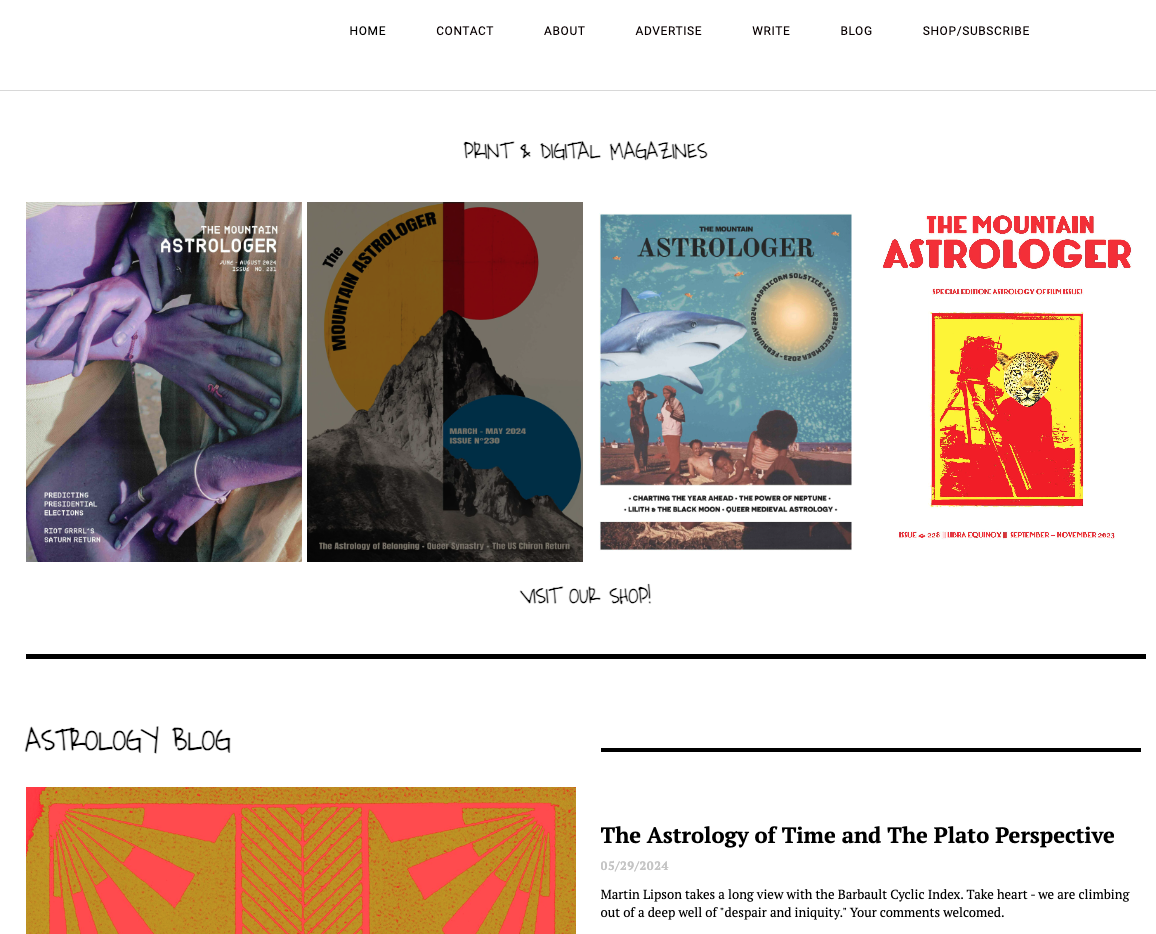 HOME CONTACT ABOUT ADVERTISE WRITE BLOG SHOP/SUBSCRIBE
PRINT & DIGITAL MAGAZINES
THE MOUNTAIN
ASTROLOGER
JUNE - AUGUST 2024
ISSUE NO. 231
PREDICTING
PRESIDENTIAL
ELECTIONS
RIOT GRRRL'S
SATURN RETURN
The
MOUNTAIN ASTROLOGER
MARCH - MAY 2024
ISSUE N°230
The Astrology of Belonging - Queer Synastry - The US Chiron Return
THE MOUNTAIN
ASTROLOGER
CAPRICORN SOLSTICE • ISSUE #229 • DECEMBER 2023 - FEBRUARY 2024 •
• CHARTING THE YEAR AHEAD • THE POWER OF NEPTUNE •
• LILITH & THE BLACK MOON • QUEER MEDIEVAL ASTROLOGY •
THE MOUNTAIN
ASTROLOGER
SPECIAL EDITION: ASTROLOGY OF FILM ISSUE!
ISSUE 228 || LIBRA EQUINOX || SEPTEMBER – NOVEMBER 2023
VISIT OUR SHOP!
ASTROLOGY BLOG
The Astrology of Time and The Plato Perspective
05/29/2024
Martin Lipson takes a long view with the Barbault Cyclic Index. Take heart - we are climbing
out of a deep well of "despair and iniquity." Your comments welcomed.